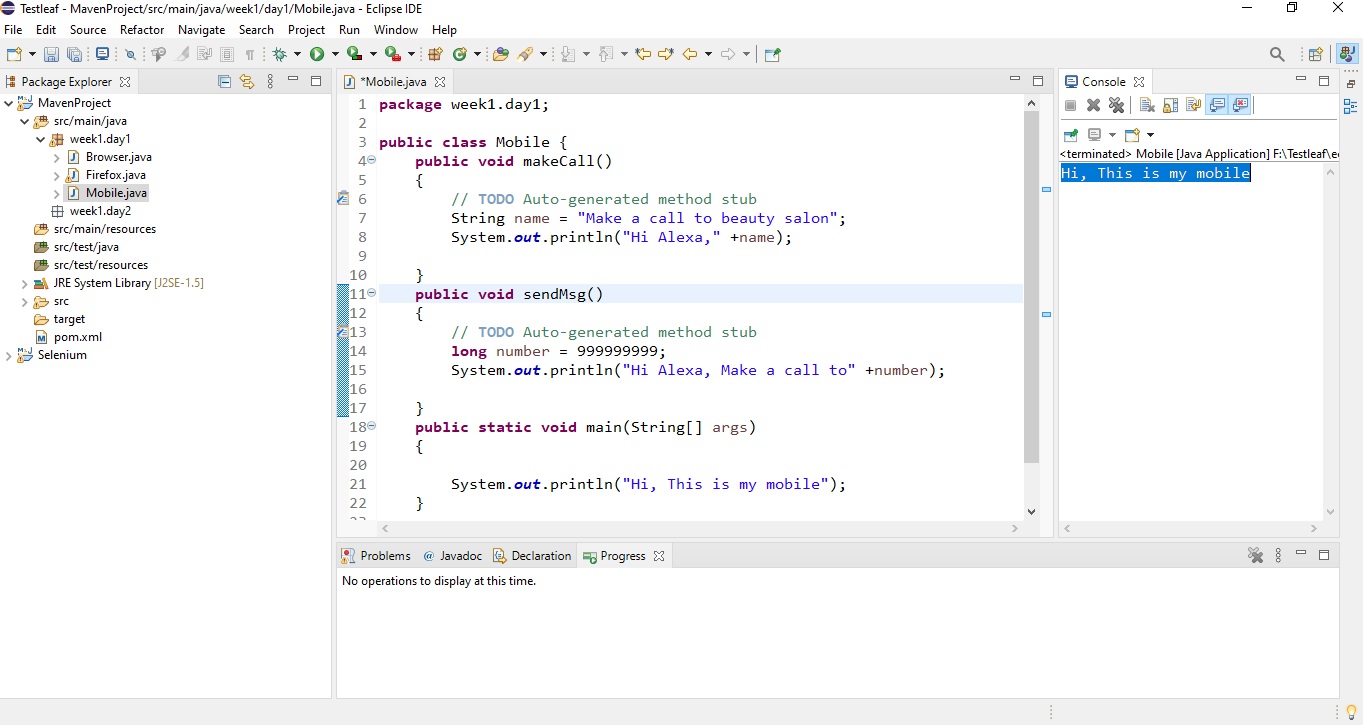 Testleaf - MavenProject/src/main/java/week1/day1/Mobile.java - Eclipse IDE
File Edit Source Refactor Navigate Search Project Run Window Help
Package Explorer
MavenProject
src/main/java
week1.day1
Browser.java
Firefox.java
Mobile.java
week1.day2
src/main/resources
src/test/java
src/test/resources
JRE System Library [J2SE-1.5]
src
target
pom.xml
Selenium
*Mobile.java
1 package week1.day1;
2
3 public class Mobile {
4 public void makeCall()
5 {
6 // TODO Auto-generated method stub
7 String name = "Make a call to beauty salon";
8 System.out.println("Hi Alexa," +name);
9
10 }
11 public void sendMsg()
12 {
13 // TODO Auto-generated method stub
14 long number = 999999999;
15 System.out.println("Hi Alexa, Make a call to" +number);
16
17 }
18 public static void main(String[] args)
19 {
20
21 System.out.println("Hi, This is my mobile");
22 }
Console
<terminated> Mobile [Java Application] F:\Testleaf\e
Hi, This is my mobile
Problems @ Javadoc Declaration Progress
No operations to display at this time.